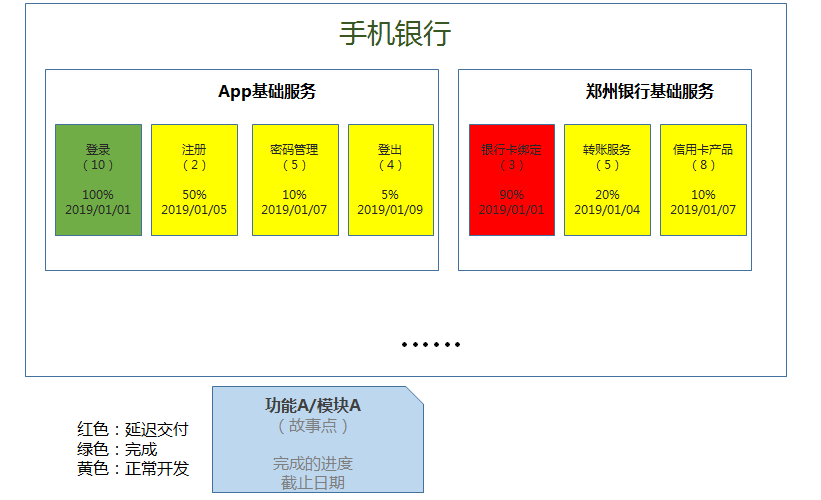 手机银行
App基础服务
登录
（10）
100%
2019/01/01
注册
（2）
50%
2019/01/05
密码管理
（5）
10%
2019/01/07
登出
（4）
5%
2019/01/09
郑州银行基础服务
银行卡绑定
（3）
90%
2019/01/01
转账服务
（5）
20%
2019/01/04
信用卡产品
（8）
10%
2019/01/07
……
红色：延迟交付
绿色：完成
黄色：正常开发
功能A/模块A
（故事点）
完成的进度
截止日期